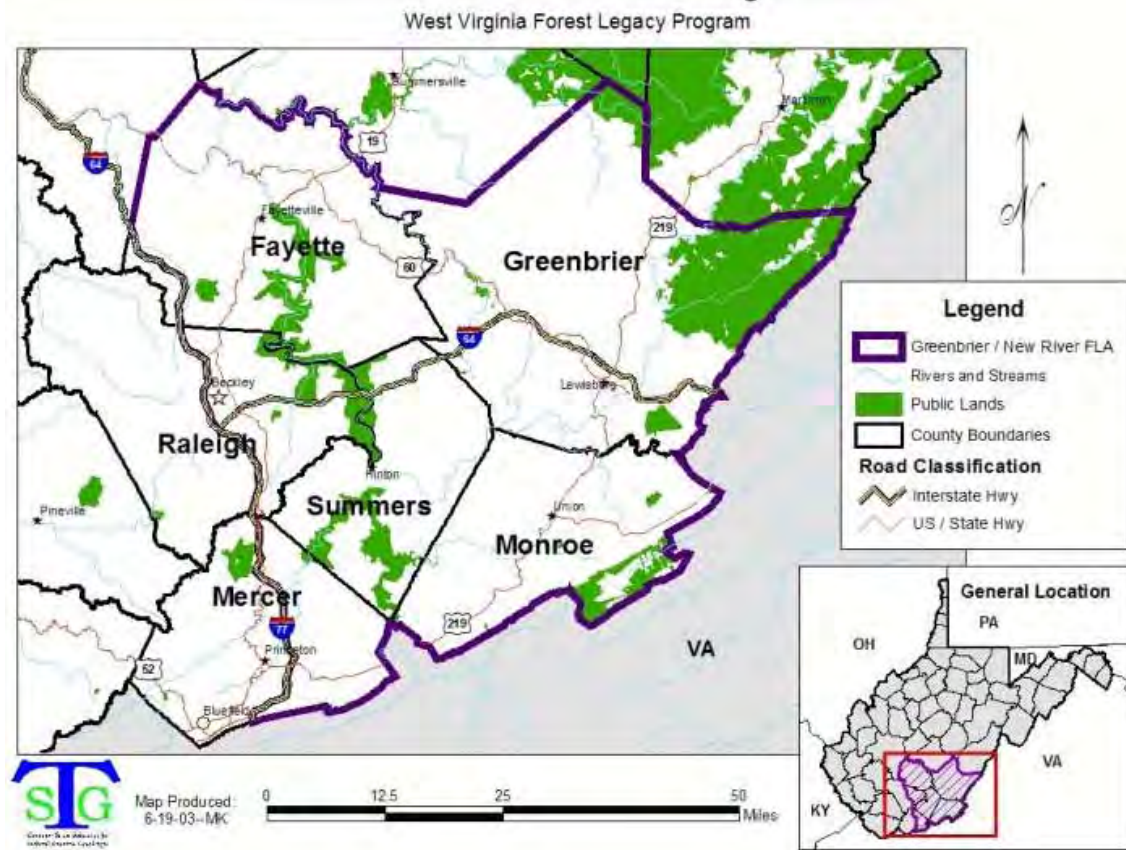 West Virginia Forest Legacy Program
Summersville
Marlinton
19
64
Fayetteville
Fayette
219
Greenbrier
60
64
Beckley
Lewisburg
Raleigh
Hinton
Pineville
Summers
Union
Monroe
Mercer
77
219
Princeton
52
VA
Bluefield
N
Legend
Greenbrier / New River FLA
Rivers and Streams
Public Lands
County Boundaries
Road Classification
Interstate Hwy
US / State Hwy
General Location
PA
OH
MD
VA
KY
STG
Map Produced:
6-19-03--MK
0 12.5 25 50
Miles